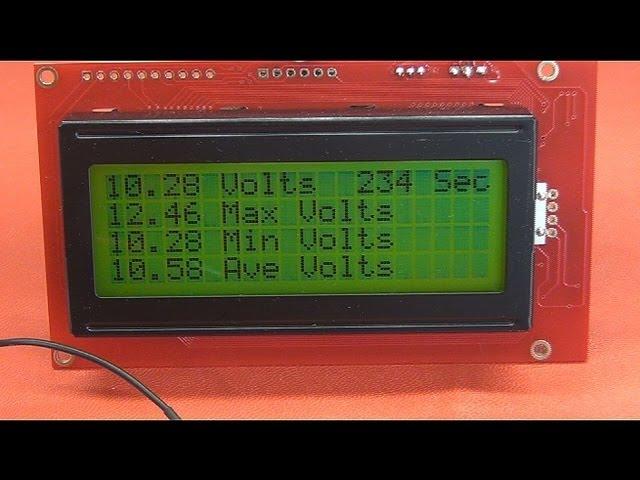 10.28 Volts 234 Sec
12.46 Max Volts
10.28 Min Volts
10.58 Ave Volts